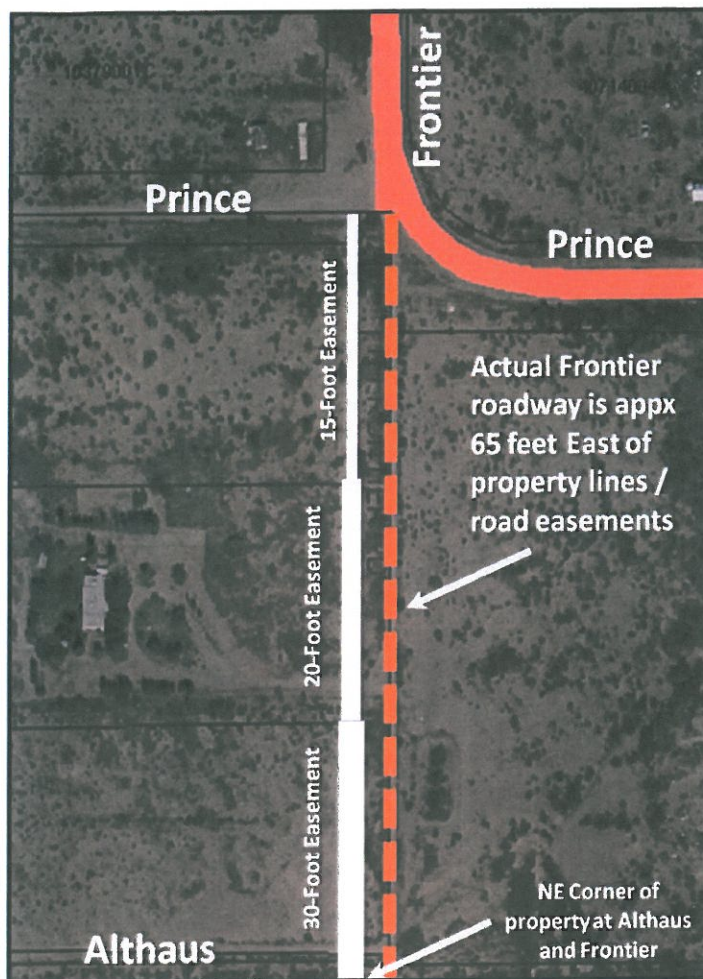 Frontier
Prince
Prince
15-Foot Easement
Actual Frontier
roadway is appx
65 feet East of
property lines /
road easements
20-Foot Easement
30-Foot Easement
NE Corner of
property at Althaus
and Frontier
Althaus